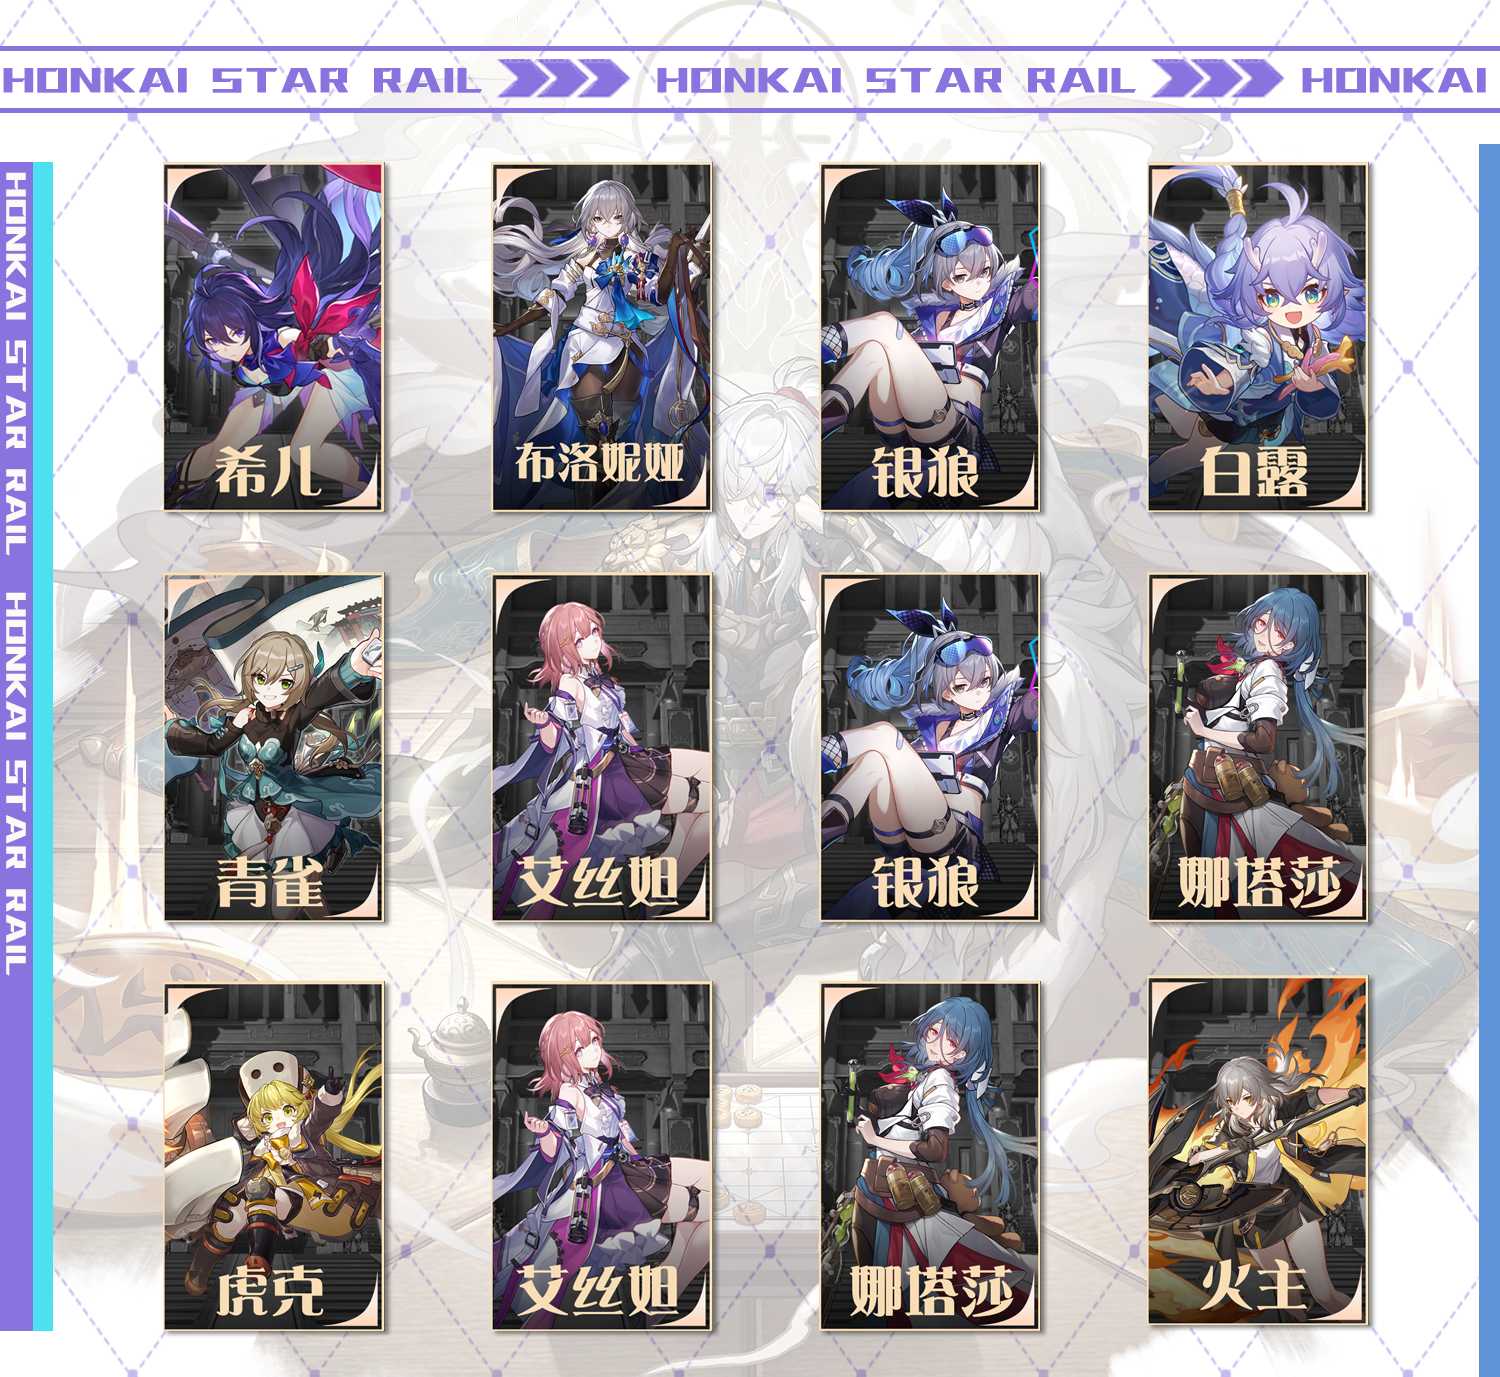 HONKAI STAR RAIL HONKAI STAR RAIL HONKAI
HONKAI STAR RAIL HONKAI STAR RAIL
希儿
布洛妮娅
银狼
白露
青雀
艾丝妲
银狼
娜塔莎
虎克
艾丝妲
娜塔莎
火主